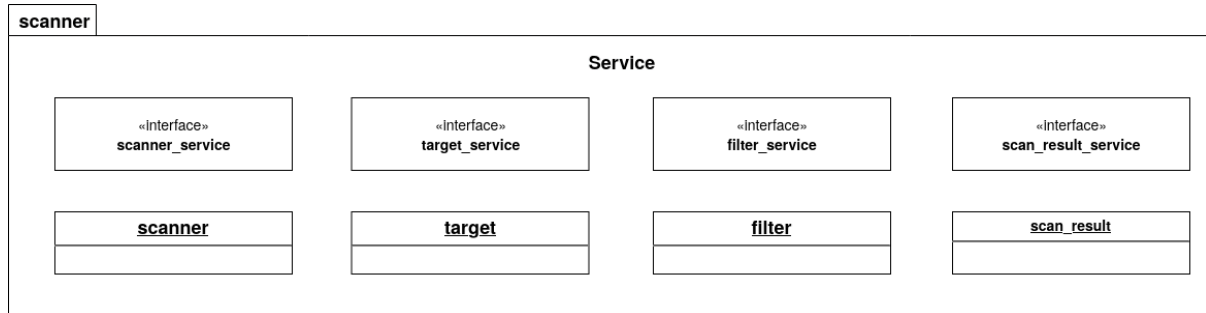 scanner
Service
«interface»
scanner_service
«interface»
target_service
«interface»
filter_service
«interface»
scan_result_service
scanner
target
filter
scan_result